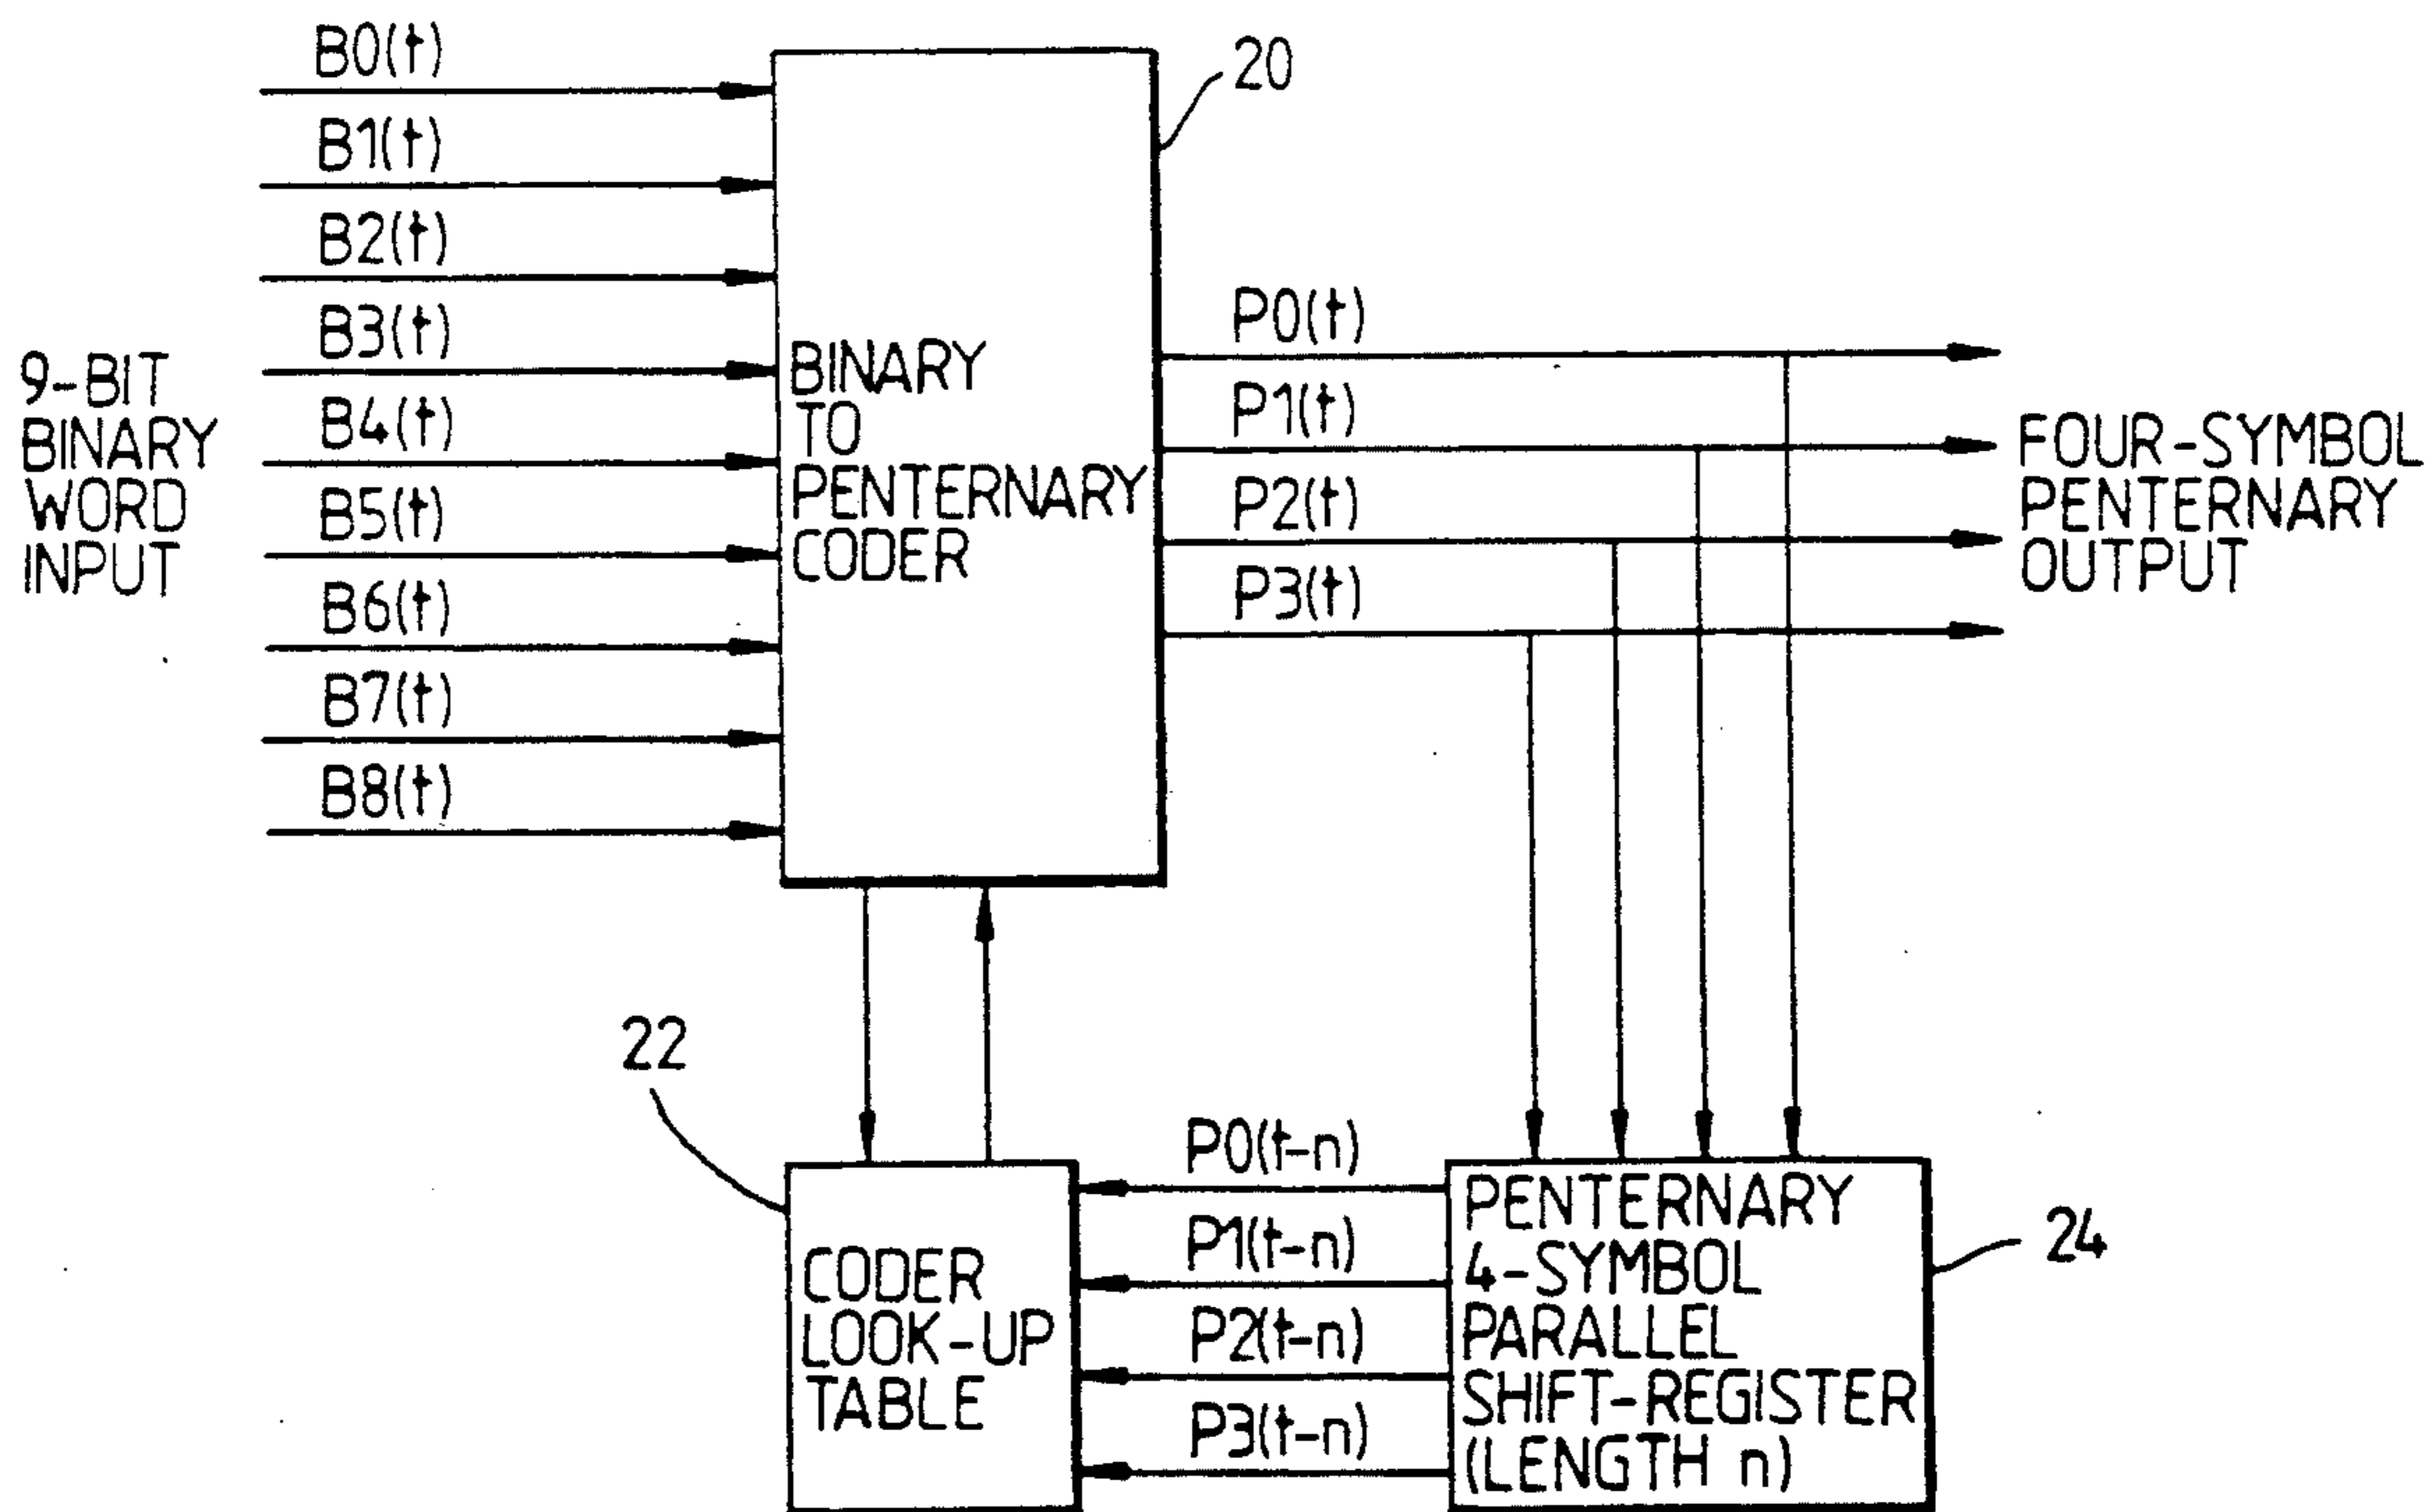 B0(t)
B1(t)
B2(t)
B3(t)
B4(t)
B5(t)
B6(t)
B7(t)
B8(t)
9-BIT
BINARY
WORD
INPUT
BINARY
TO
PENTERNARY
CODER
20
P0(t)
P1(t)
P2(t)
P3(t)
FOUR-SYMBOL
PENTERNARY
OUTPUT
22
CODER
LOOK-UP
TABLE
P0(t-n)
P1(t-n)
P2(t-n)
P3(t-n)
PENTERNARY
4-SYMBOL
PARALLEL
SHIFT-REGISTER
(LENGTH n)
24